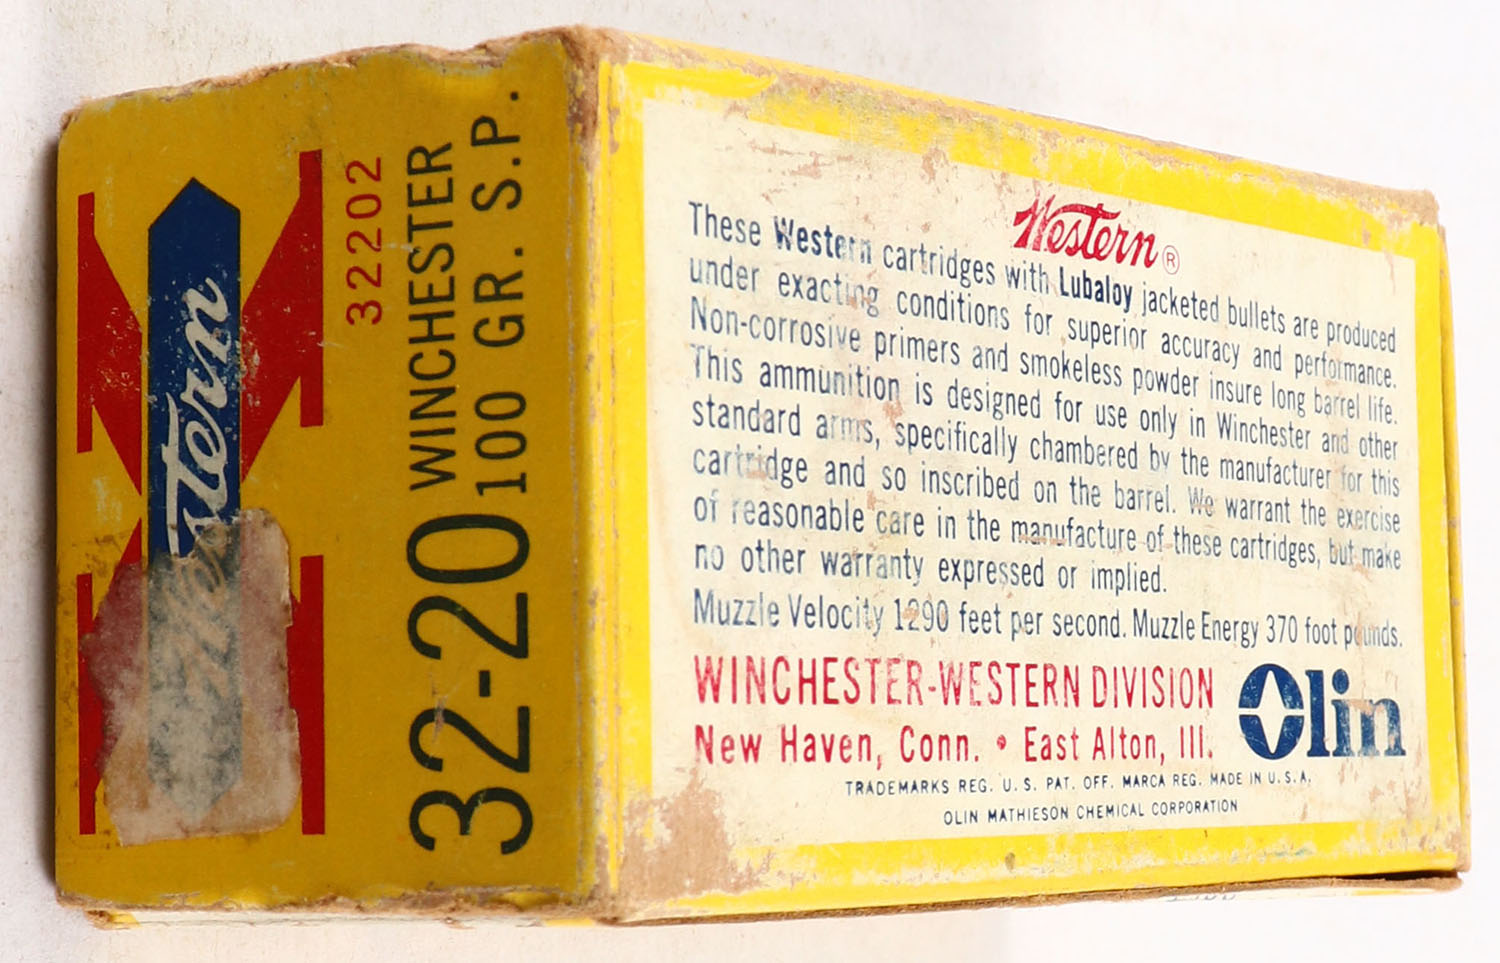 Western
32202
32-20 WINCHESTER
100 GR. S.P.
Western ®
These Western cartridges with Lubaloy jacketed bullets are produced
under exacting conditions for superior accuracy and performance.
Non-corrosive primers and smokeless powder insure long barrel life.
This ammunition is designed for use only in Winchester and other
standard arms, specifically chambered by the manufacturer for this
cartridge and so inscribed on the barrel. We warrant the exercise
of reasonable care in the manufacture of these cartridges, but make
no other warranty expressed or implied.
Muzzle Velocity 1290 feet per second. Muzzle Energy 370 foot pounds.
WINCHESTER-WESTERN DIVISION
New Haven, Conn. • East Alton, Ill.
Olin
TRADEMARKS REG. U.S. PAT. OFF. MARCA REG. MADE IN U.S.A.
OLIN MATHIESON CHEMICAL CORPORATION